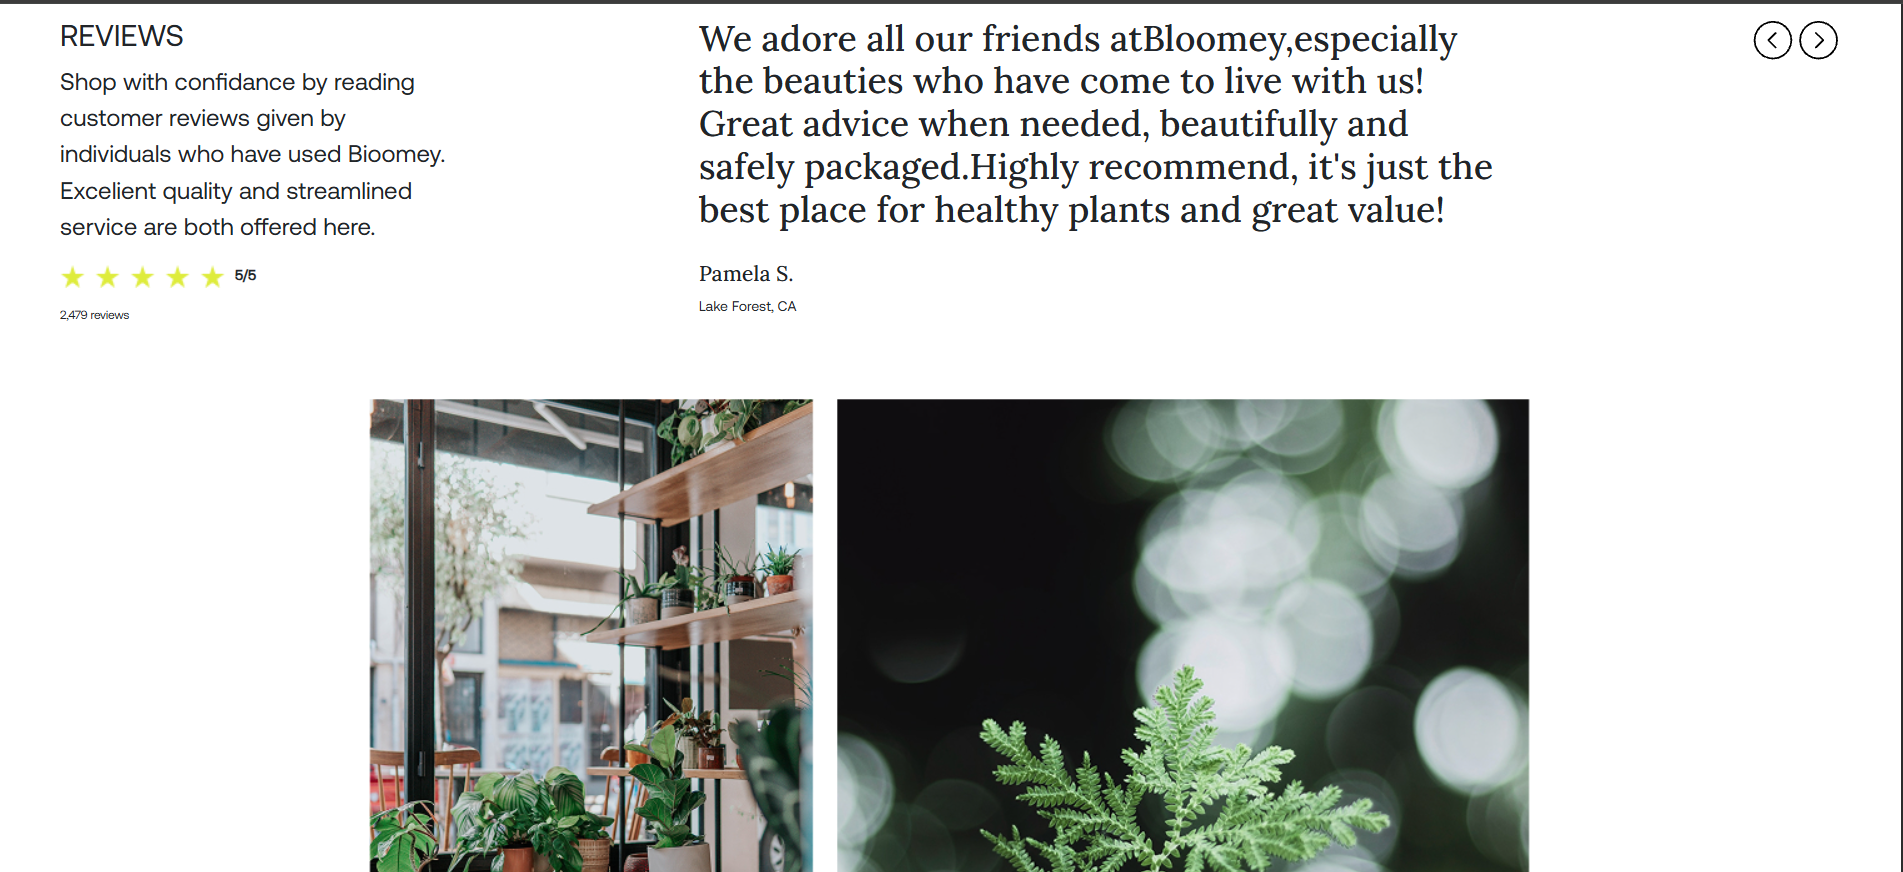 REVIEWS
Shop with confidance by reading
customer reviews given by
individuals who have used Bioomey.
Excelient quality and streamlined
service are both offered here.
5/5
2,479 reviews
We adore all our friends atBloomey,especially
the beauties who have come to live with us!
Great advice when needed, beautifully and
safely packaged.Highly recommend, it's just the
best place for healthy plants and great value!
Pamela S.
Lake Forest, CA